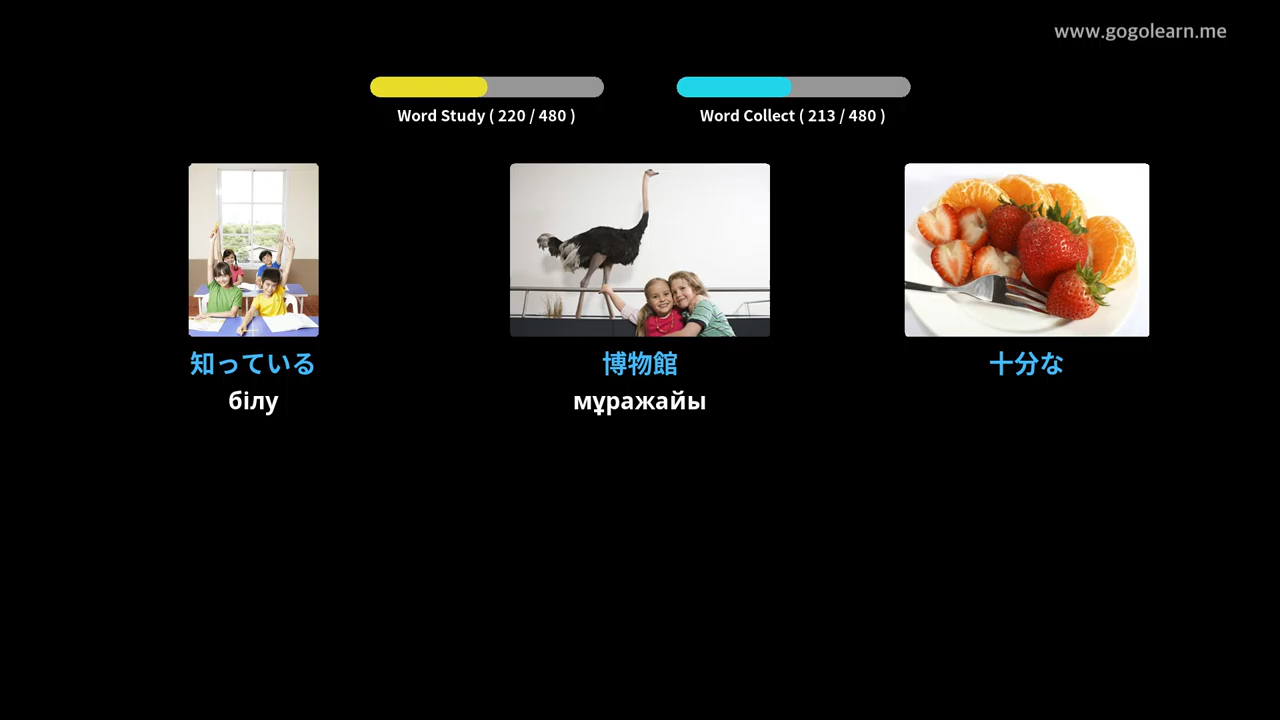 www.gogolearn.me
Word Study ( 220 / 480 )
Word Collect ( 213 / 480 )
知っている
білу
博物館
мұражайы
十分な